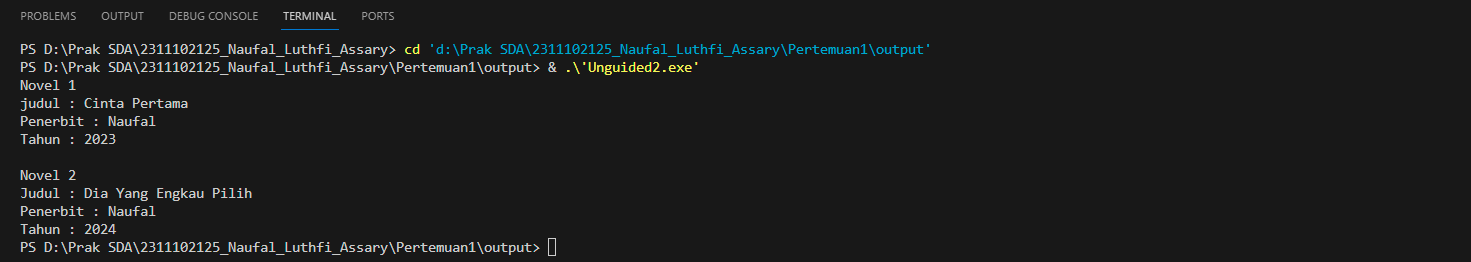 PROBLEMS OUTPUT DEBUG CONSOLE TERMINAL PORTS
PS D:\Prak SDA\2311102125_Naufal_Luthfi_Assary> cd 'd:\Prak SDA\2311102125_Naufal_Luthfi_Assary\Pertemuan1\output'
PS D:\Prak SDA\2311102125_Naufal_Luthfi_Assary\Pertemuan1\output> & .\'Unguided2.exe'
Novel 1
judul : Cinta Pertama
Penerbit : Naufal
Tahun : 2023
Novel 2
Judul : Dia Yang Engkau Pilih
Penerbit : Naufal
Tahun : 2024
PS D:\Prak SDA\2311102125_Naufal_Luthfi_Assary\Pertemuan1\output>